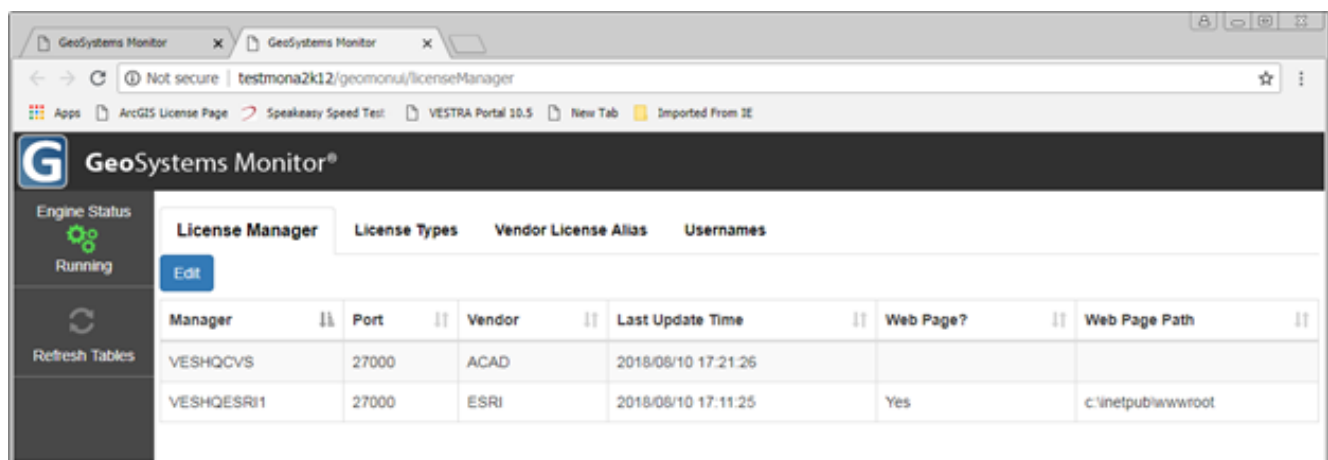 GeoSystems Monitor
GeoSystems Monitor
Not secure | testmona2k12/geomonui/licenseManager
Apps ArcGIS License Page Speakeasy Speed Test VESTRA Portal 10.5 New Tab Imported From IE
G GeoSystems Monitor®
Engine Status
Running
Refresh Tables
License Manager License Types Vendor License Alias Usernames
Edit
Manager Port Vendor Last Update Time Web Page? Web Page Path
VESHQCVS 27000 ACAD 2018/08/10 17:21:26
VESHQESRI1 27000 ESRI 2018/08/10 17:11:25 Yes c:\inetpub\wwwroot